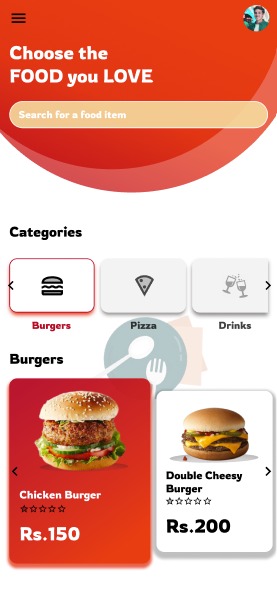 Choose the
FOOD you LOVE
Search for a food item
Categories
Burgers
Pizza
Drinks
Burgers
Chicken Burger
Rs.150
Double Cheesy
Burger
Rs.200